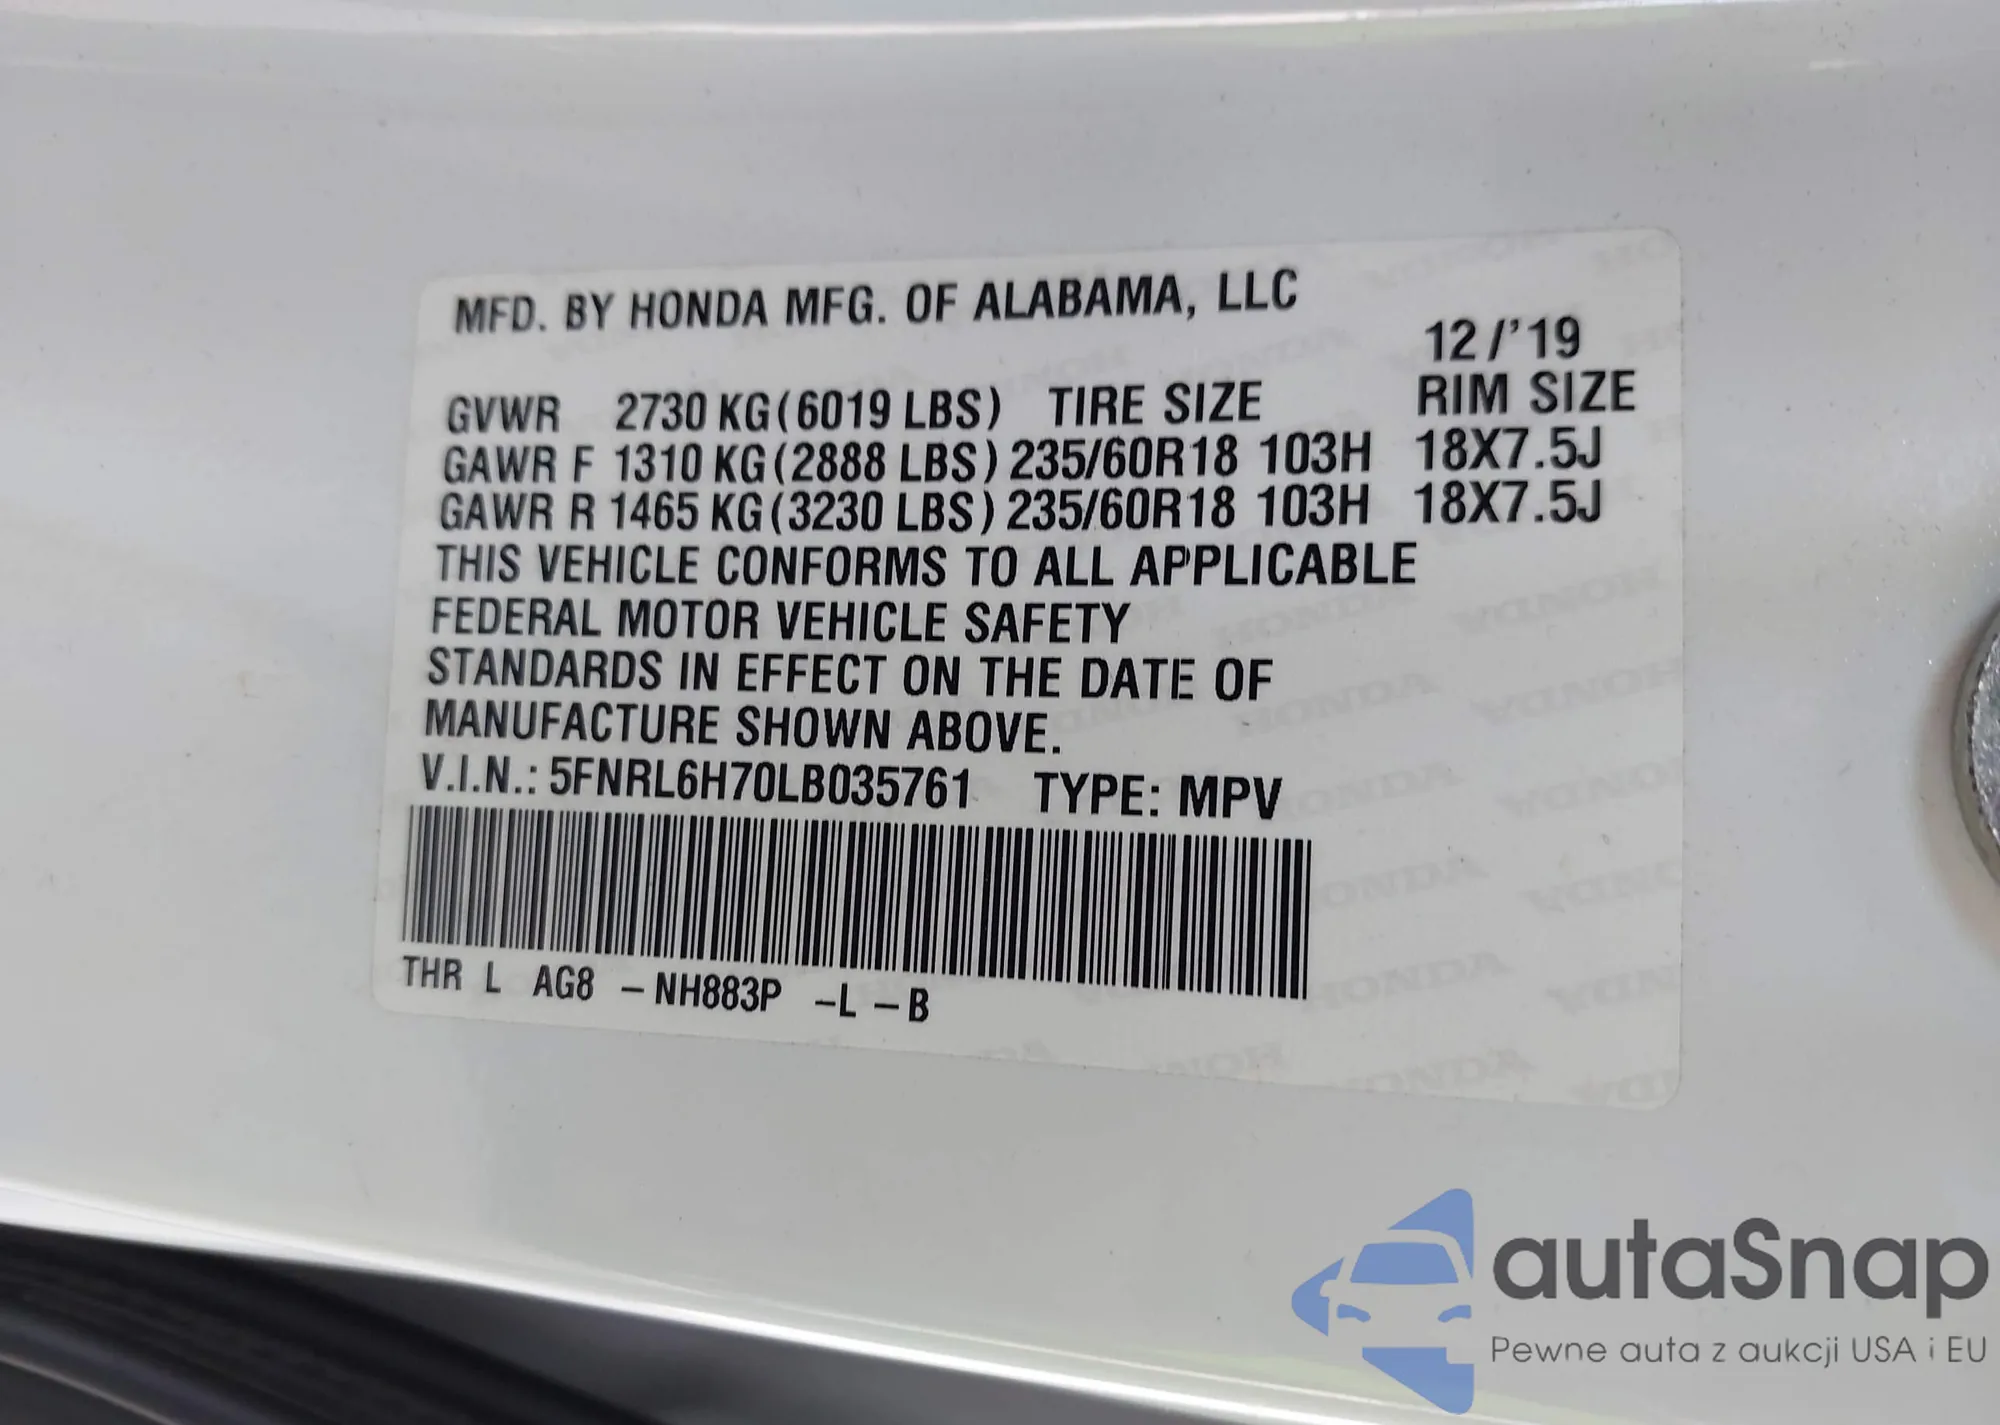 MFD. BY HONDA MFG. OF ALABAMA, LLC
12 /'19
GVWR 2730 KG (6019 LBS) TIRE SIZE RIM SIZE
GAWR F 1310 KG (2888 LBS) 235/60R18 103H 18X7.5J
GAWR R 1465 KG (3230 LBS) 235/60R18 103H 18X7.5J
THIS VEHICLE CONFORMS TO ALL APPLICABLE
FEDERAL MOTOR VEHICLE SAFETY
STANDARDS IN EFFECT ON THE DATE OF
MANUFACTURE SHOWN ABOVE.
V.I.N.: 5FNRL6H70LB035761 TYPE: MPV
THR L AG8 – NH883P – L – B
autaSnap
Pewne auta z aukcji USA i EU